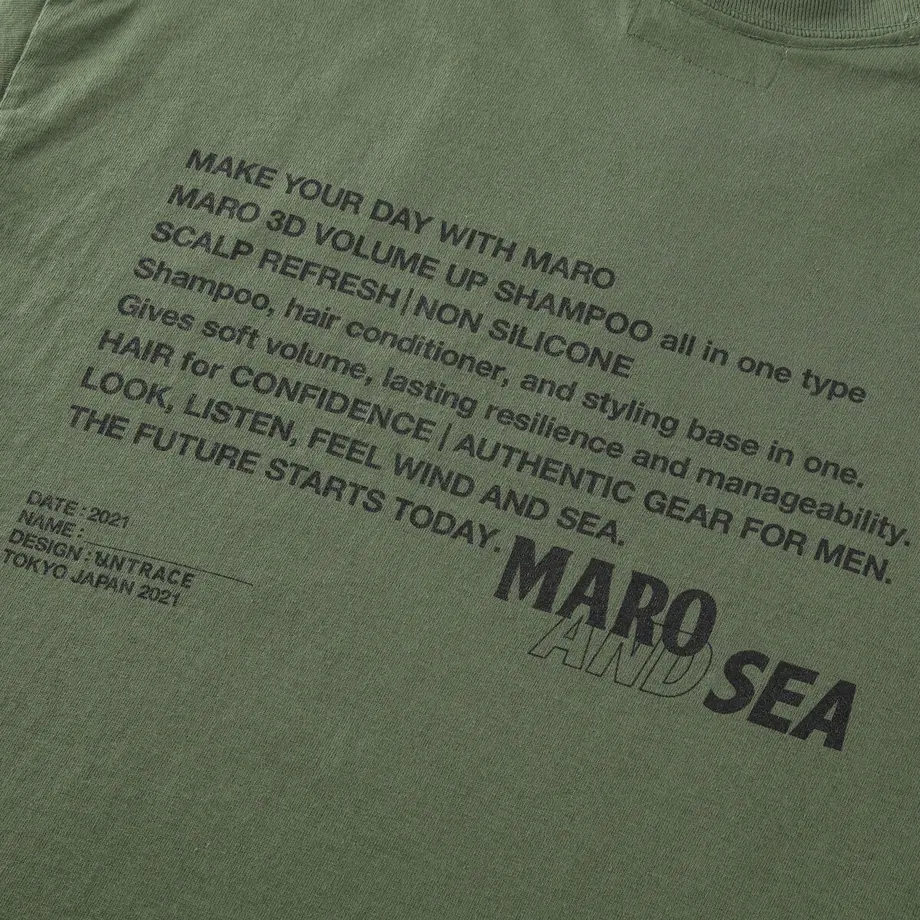 MAKE YOUR DAY WITH MARO
MARO 3D VOLUME UP SHAMPOO all in one type
SCALP REFRESH | NON SILICONE
Shampoo, hair conditioner, and styling base in one.
Gives soft volume, lasting resilience and manageability.
HAIR for CONFIDENCE | AUTHENTIC GEAR FOR MEN.
LOOK, LISTEN, FEEL WIND AND SEA.
THE FUTURE STARTS TODAY.
DATE : 2021
NAME :
DESIGN : UNTRACE
TOKYO JAPAN 2021
MARO
AND SEA